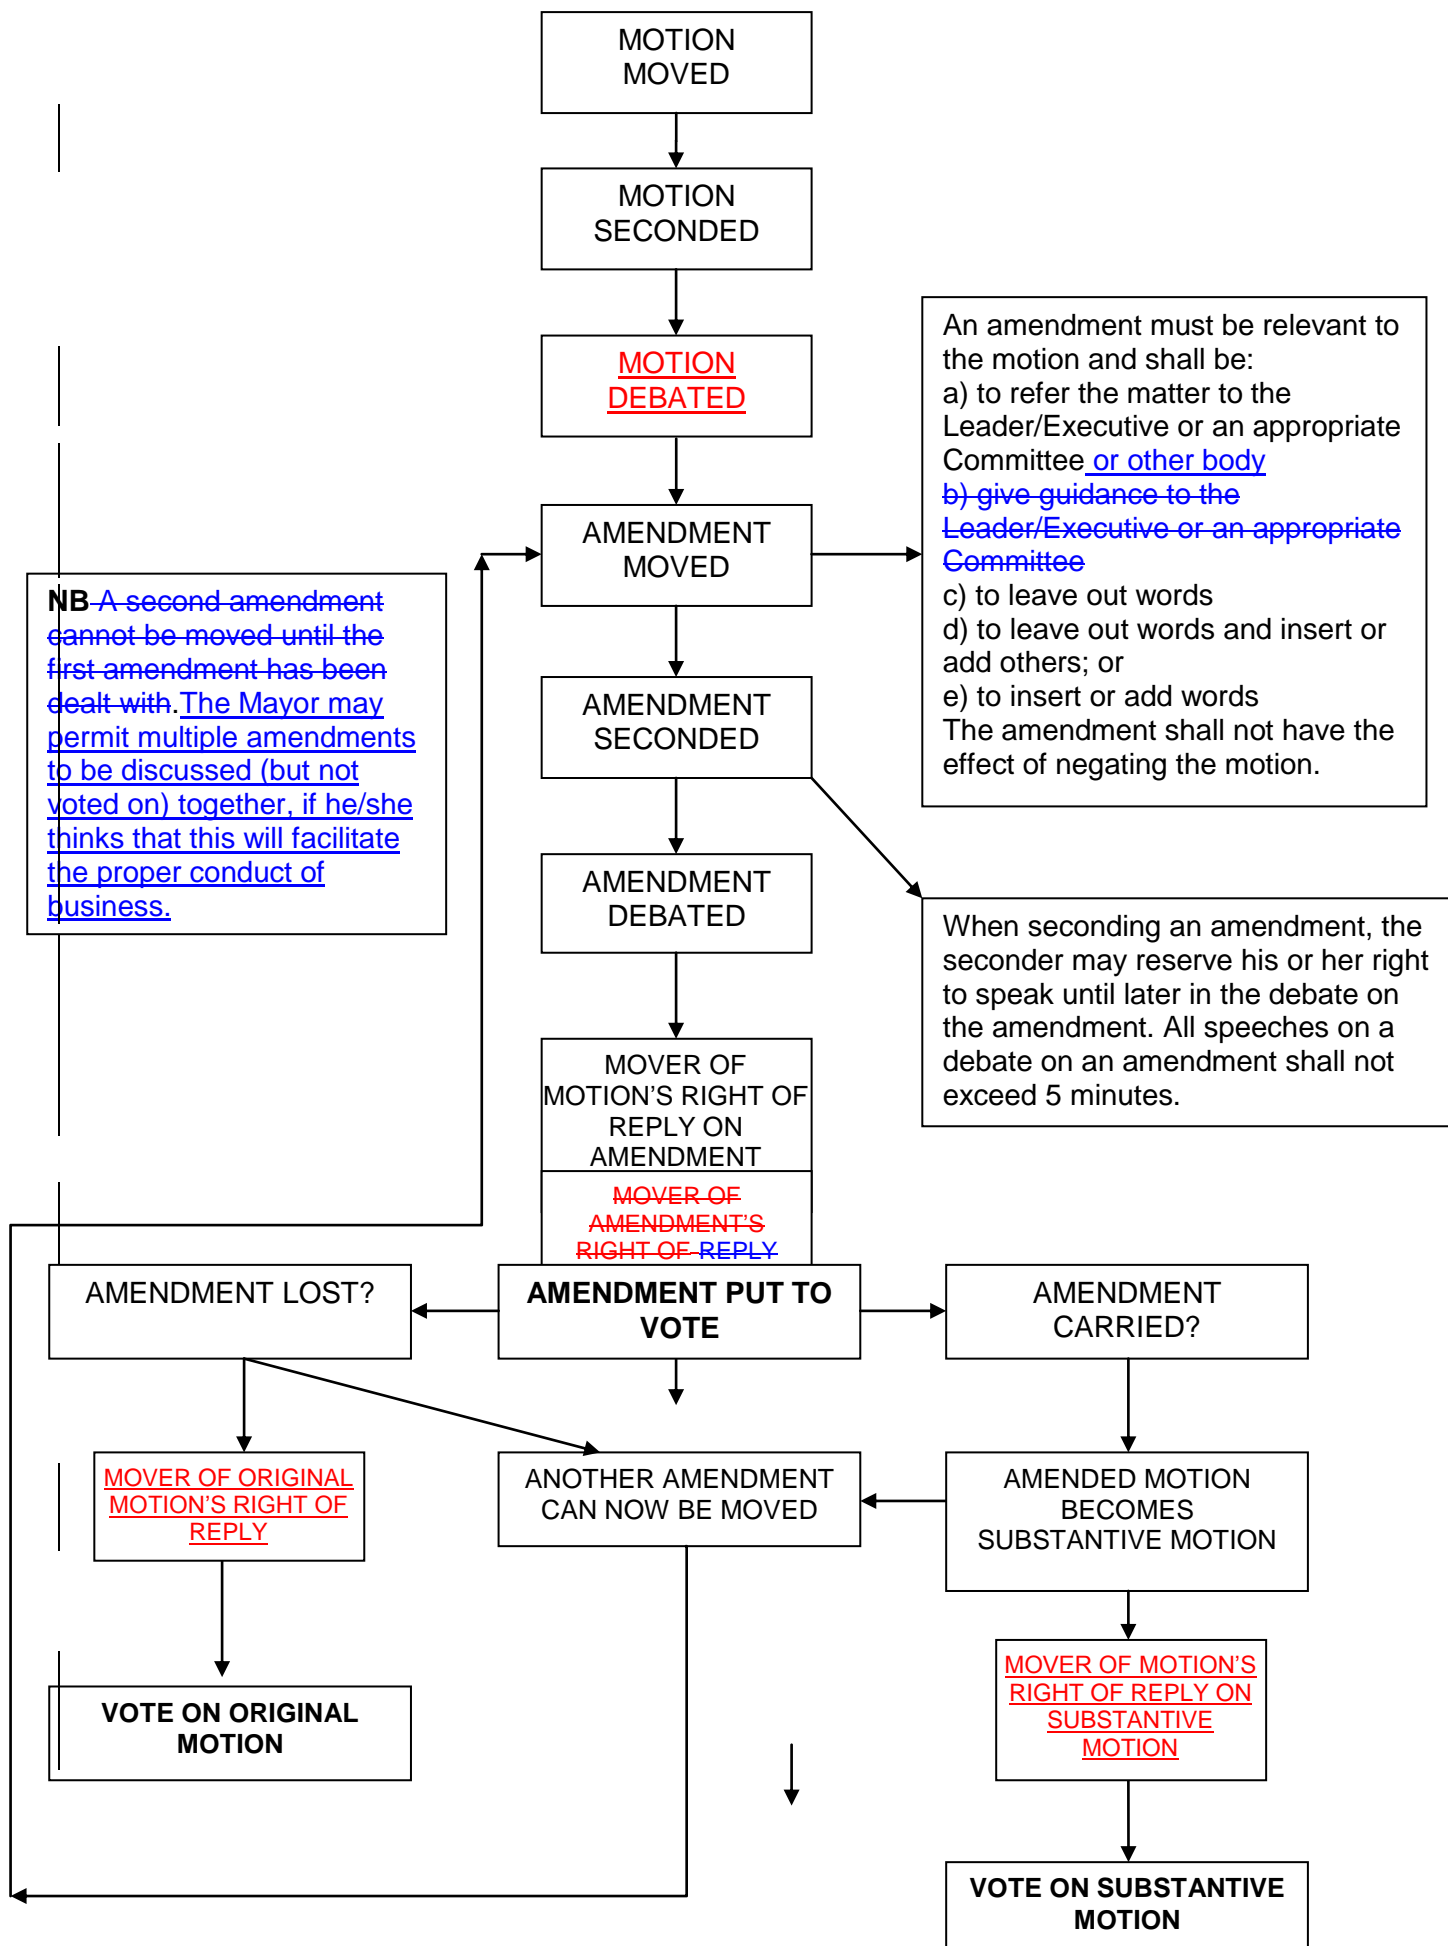 MOTION
MOVED
MOTION
SECONDED
MOTION
DEBATED
An amendment must be relevant to
the motion and shall be:
a) to refer the matter to the
Leader/Executive or an appropriate
Committee or other body
b) give guidance to the
Leader/Executive or an appropriate
Committee
c) to leave out words
d) to leave out words and insert or
add others; or
e) to insert or add words
The amendment shall not have the
effect of negating the motion.
AMENDMENT
MOVED
NB A second amendment
cannot be moved until the
first amendment has been
dealt with.The Mayor may
permit multiple amendments
to be discussed (but not
voted on) together, if he/she
thinks that this will facilitate
the proper conduct of
business.
AMENDMENT
SECONDED
AMENDMENT
DEBATED
When seconding an amendment, the
seconder may reserve his or her right
to speak until later in the debate on
the amendment. All speeches on a
debate on an amendment shall not
exceed 5 minutes.
MOVER OF
MOTION’S RIGHT OF
REPLY ON
AMENDMENT
MOVER OF
AMENDMENT’S
RIGHT OF REPLY
AMENDMENT LOST?
AMENDMENT PUT TO
VOTE
AMENDMENT
CARRIED?
MOVER OF ORIGINAL
MOTION’S RIGHT OF
REPLY
ANOTHER AMENDMENT
CAN NOW BE MOVED
AMENDED MOTION
BECOMES
SUBSTANTIVE MOTION
VOTE ON ORIGINAL
MOTION
MOVER OF MOTION’S
RIGHT OF REPLY ON
SUBSTANTIVE
MOTION
VOTE ON SUBSTANTIVE
MOTION